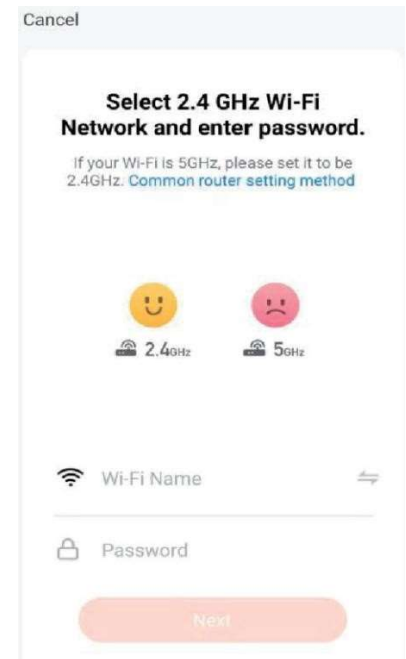 Cancel
Select 2.4 GHz Wi-Fi
Network and enter password.
If your Wi-Fi is 5GHz, please set it to be
2.4GHz. Common router setting method
2.4GHz 5GHz
Wi-Fi Name
Password
Next